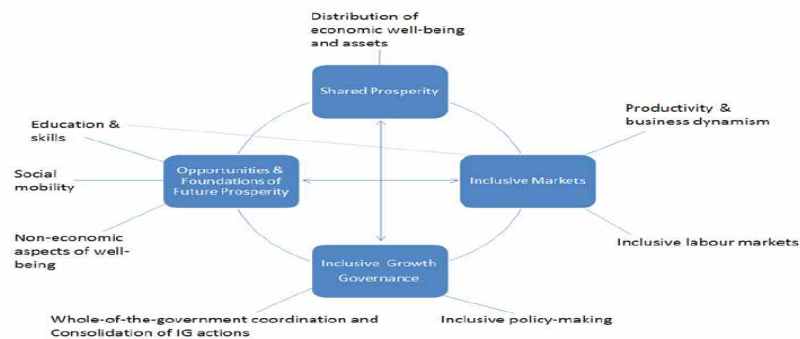 Distribution of
economic well-being
and assets
Shared Prosperity
Productivity &
business dynamism
Education &
skills
Opportunities &
Foundations of
Future Prosperity
Social
mobility
Inclusive Markets
Non-economic
aspects of well-
being
Inclusive labour markets
Inclusive Growth
Governance
Whole-of-the-government coordination and
Consolidation of IG actions
Inclusive policy-making